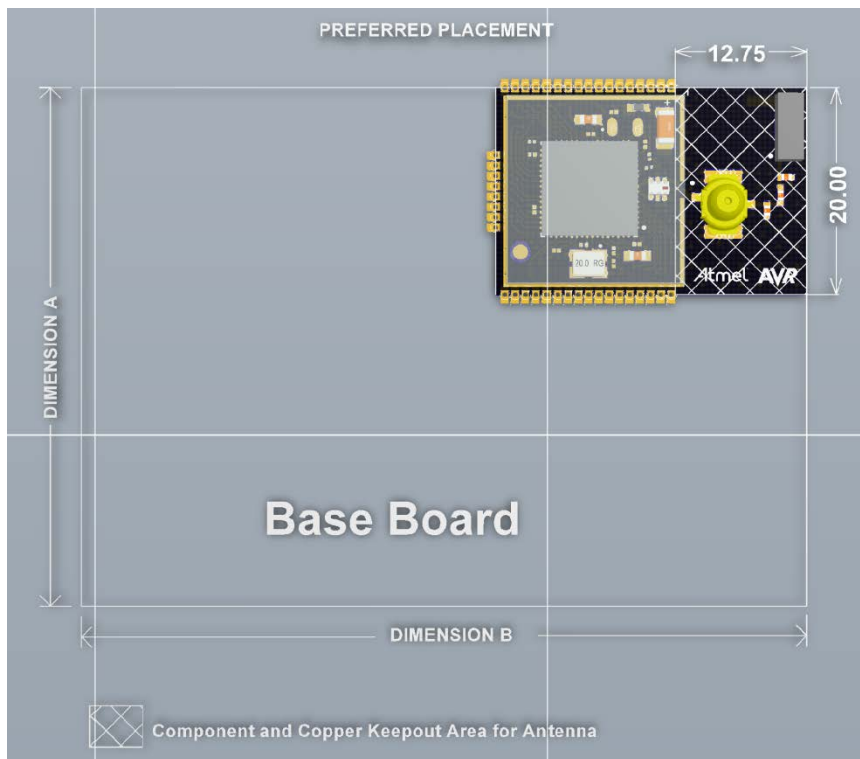 PREFERRED PLACEMENT
12.75
20.00
20.0 RG
Atmel AVR
DIMENSION A
Base Board
DIMENSION B
Component and Copper Keepout Area for Antenna